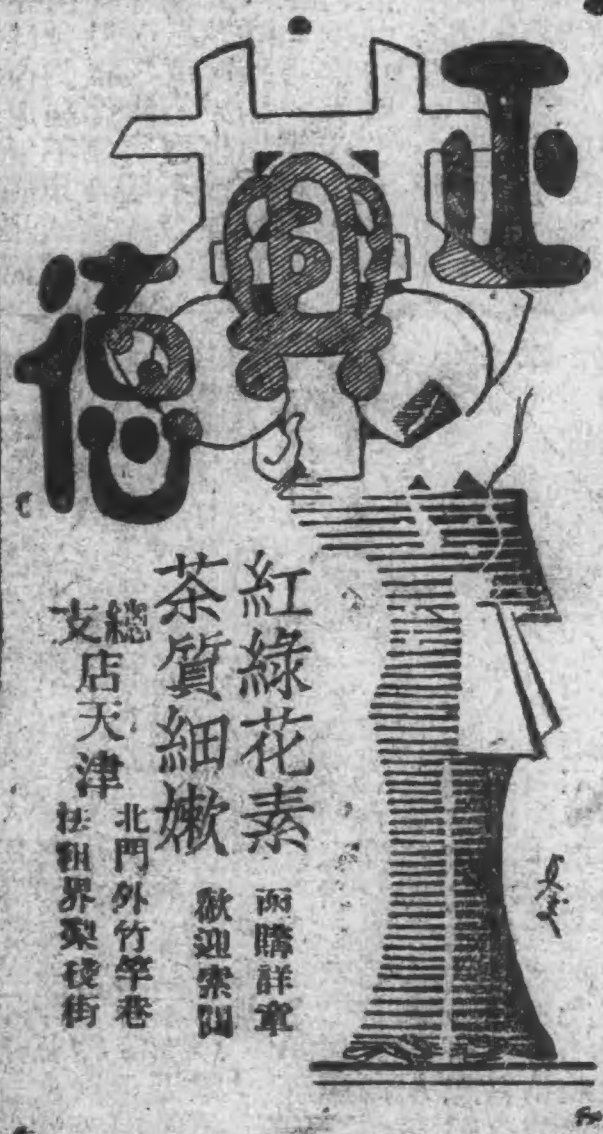 正興德
茶
紅綠花素
茶質細嫩
函購詳章
歡迎索閱
總支店天津
北門外竹竿巷
法租界梨棧街